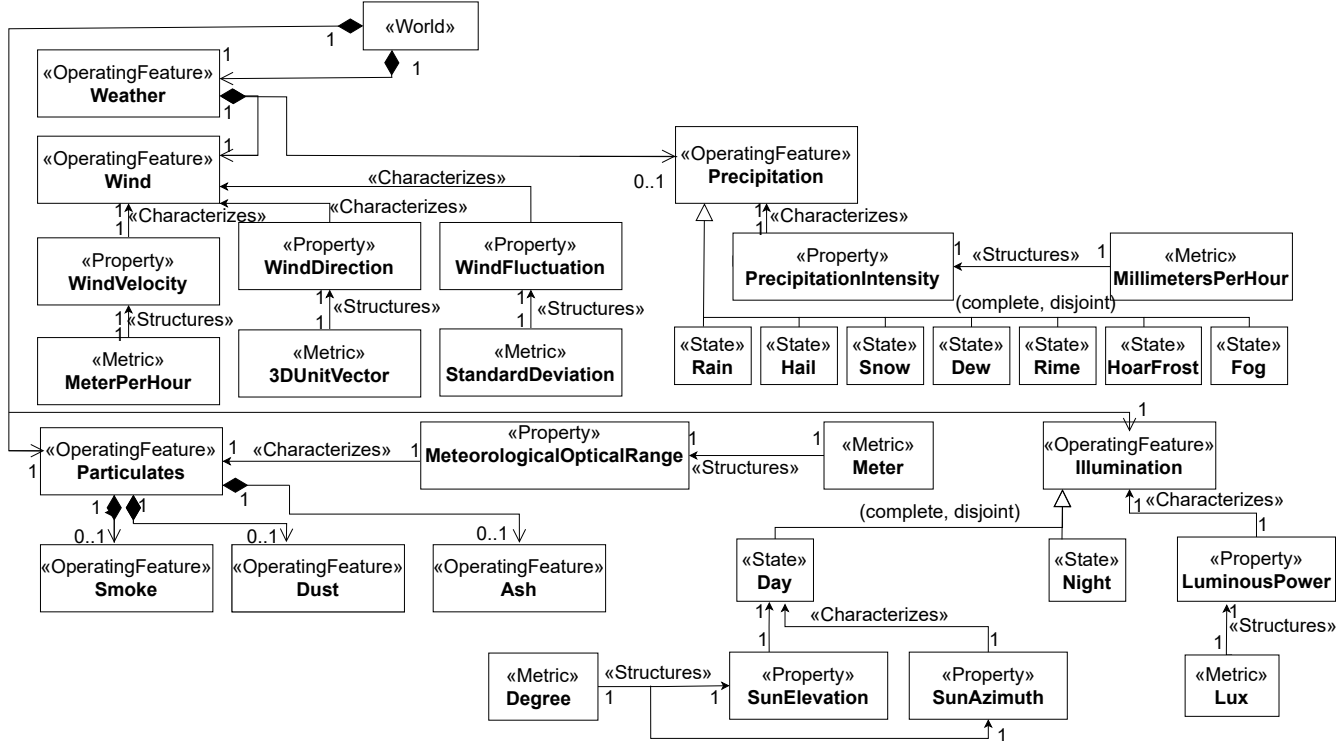 «World»
1
1
1
«OperatingFeature»
Weather
1
1
«OperatingFeature»
Wind
«OperatingFeature»
Precipitation
0..1
«Characterizes»
1
«Characterizes»
«Characterizes»
1
1
«Characterizes»
1
«Property»
WindVelocity
«Property»
WindDirection
«Property»
WindFluctuation
«Property»
PrecipitationIntensity
1
«Structures»
1
«Metric»
MillimetersPerHour
1
«Structures»
1
1
«Structures»
1
1
«Structures»
1
(complete, disjoint)
«Metric»
MeterPerHour
«Metric»
3DUnitVector
«Metric»
StandardDeviation
«State»
Rain
«State»
Hail
«State»
Snow
«State»
Dew
«State»
Rime
«State»
HoarFrost
«State»
Fog
1
«OperatingFeature»
Particulates
1
1
«Characterizes»
1
«Property»
MeteorologicalOpticalRange
1
«Structures»
1
«Metric»
Meter
«OperatingFeature»
Illumination
1
1
1
(complete, disjoint)
1
«Characterizes»
1
0..1
0..1
0..1
«OperatingFeature»
Smoke
«OperatingFeature»
Dust
«OperatingFeature»
Ash
«State»
Day
«State»
Night
«Property»
LuminousPower
1
«Characterizes»
1
1
1
«Structures»
1
«Metric»
Degree
«Structures»
1
1
«Property»
SunElevation
«Property»
SunAzimuth
1
«Metric»
Lux